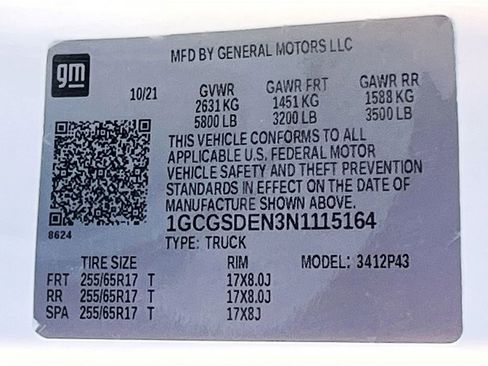 gm
MFD BY GENERAL MOTORS LLC
10/21 GVWR GAWR FRT GAWR RR
2631 KG 1451 KG 1588 KG
5800 LB 3200 LB 3500 LB
THIS VEHICLE CONFORMS TO ALL
APPLICABLE U.S. FEDERAL MOTOR
VEHICLE SAFETY AND THEFT PREVENTION
STANDARDS IN EFFECT ON THE DATE OF
MANUFACTURE SHOWN ABOVE.
8624
1GCGSDEN3N1115164
TYPE: TRUCK
TIRE SIZE RIM MODEL: 3412P43
FRT 255/65R17 T 17X8.0J
RR 255/65R17 T 17X8.0J
SPA 255/65R17 T 17X8J